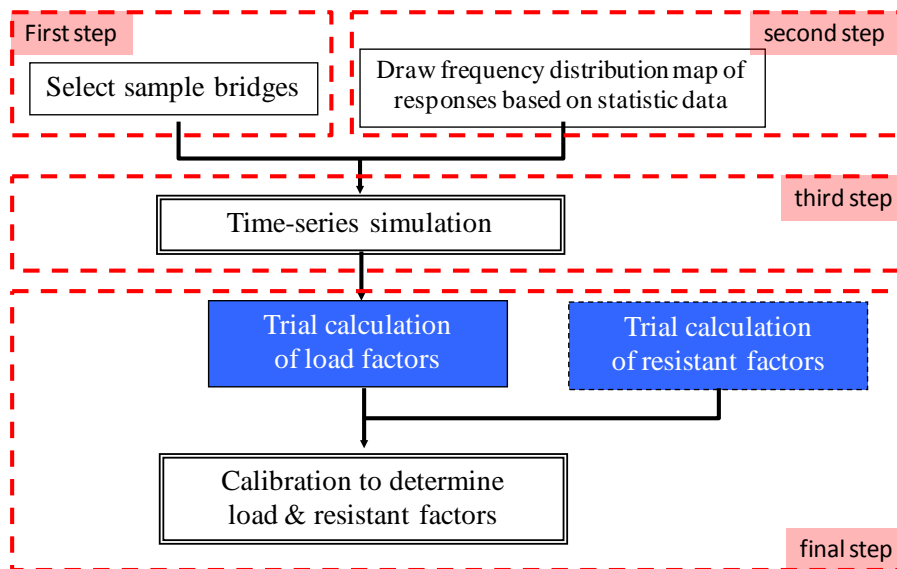 First step
Select sample bridges
second step
Draw frequency distribution map of
responses based on statistic data
third step
Time-series simulation
Trial calculation
of load factors
Trial calculation
of resistant factors
Calibration to determine
load & resistant factors
final step